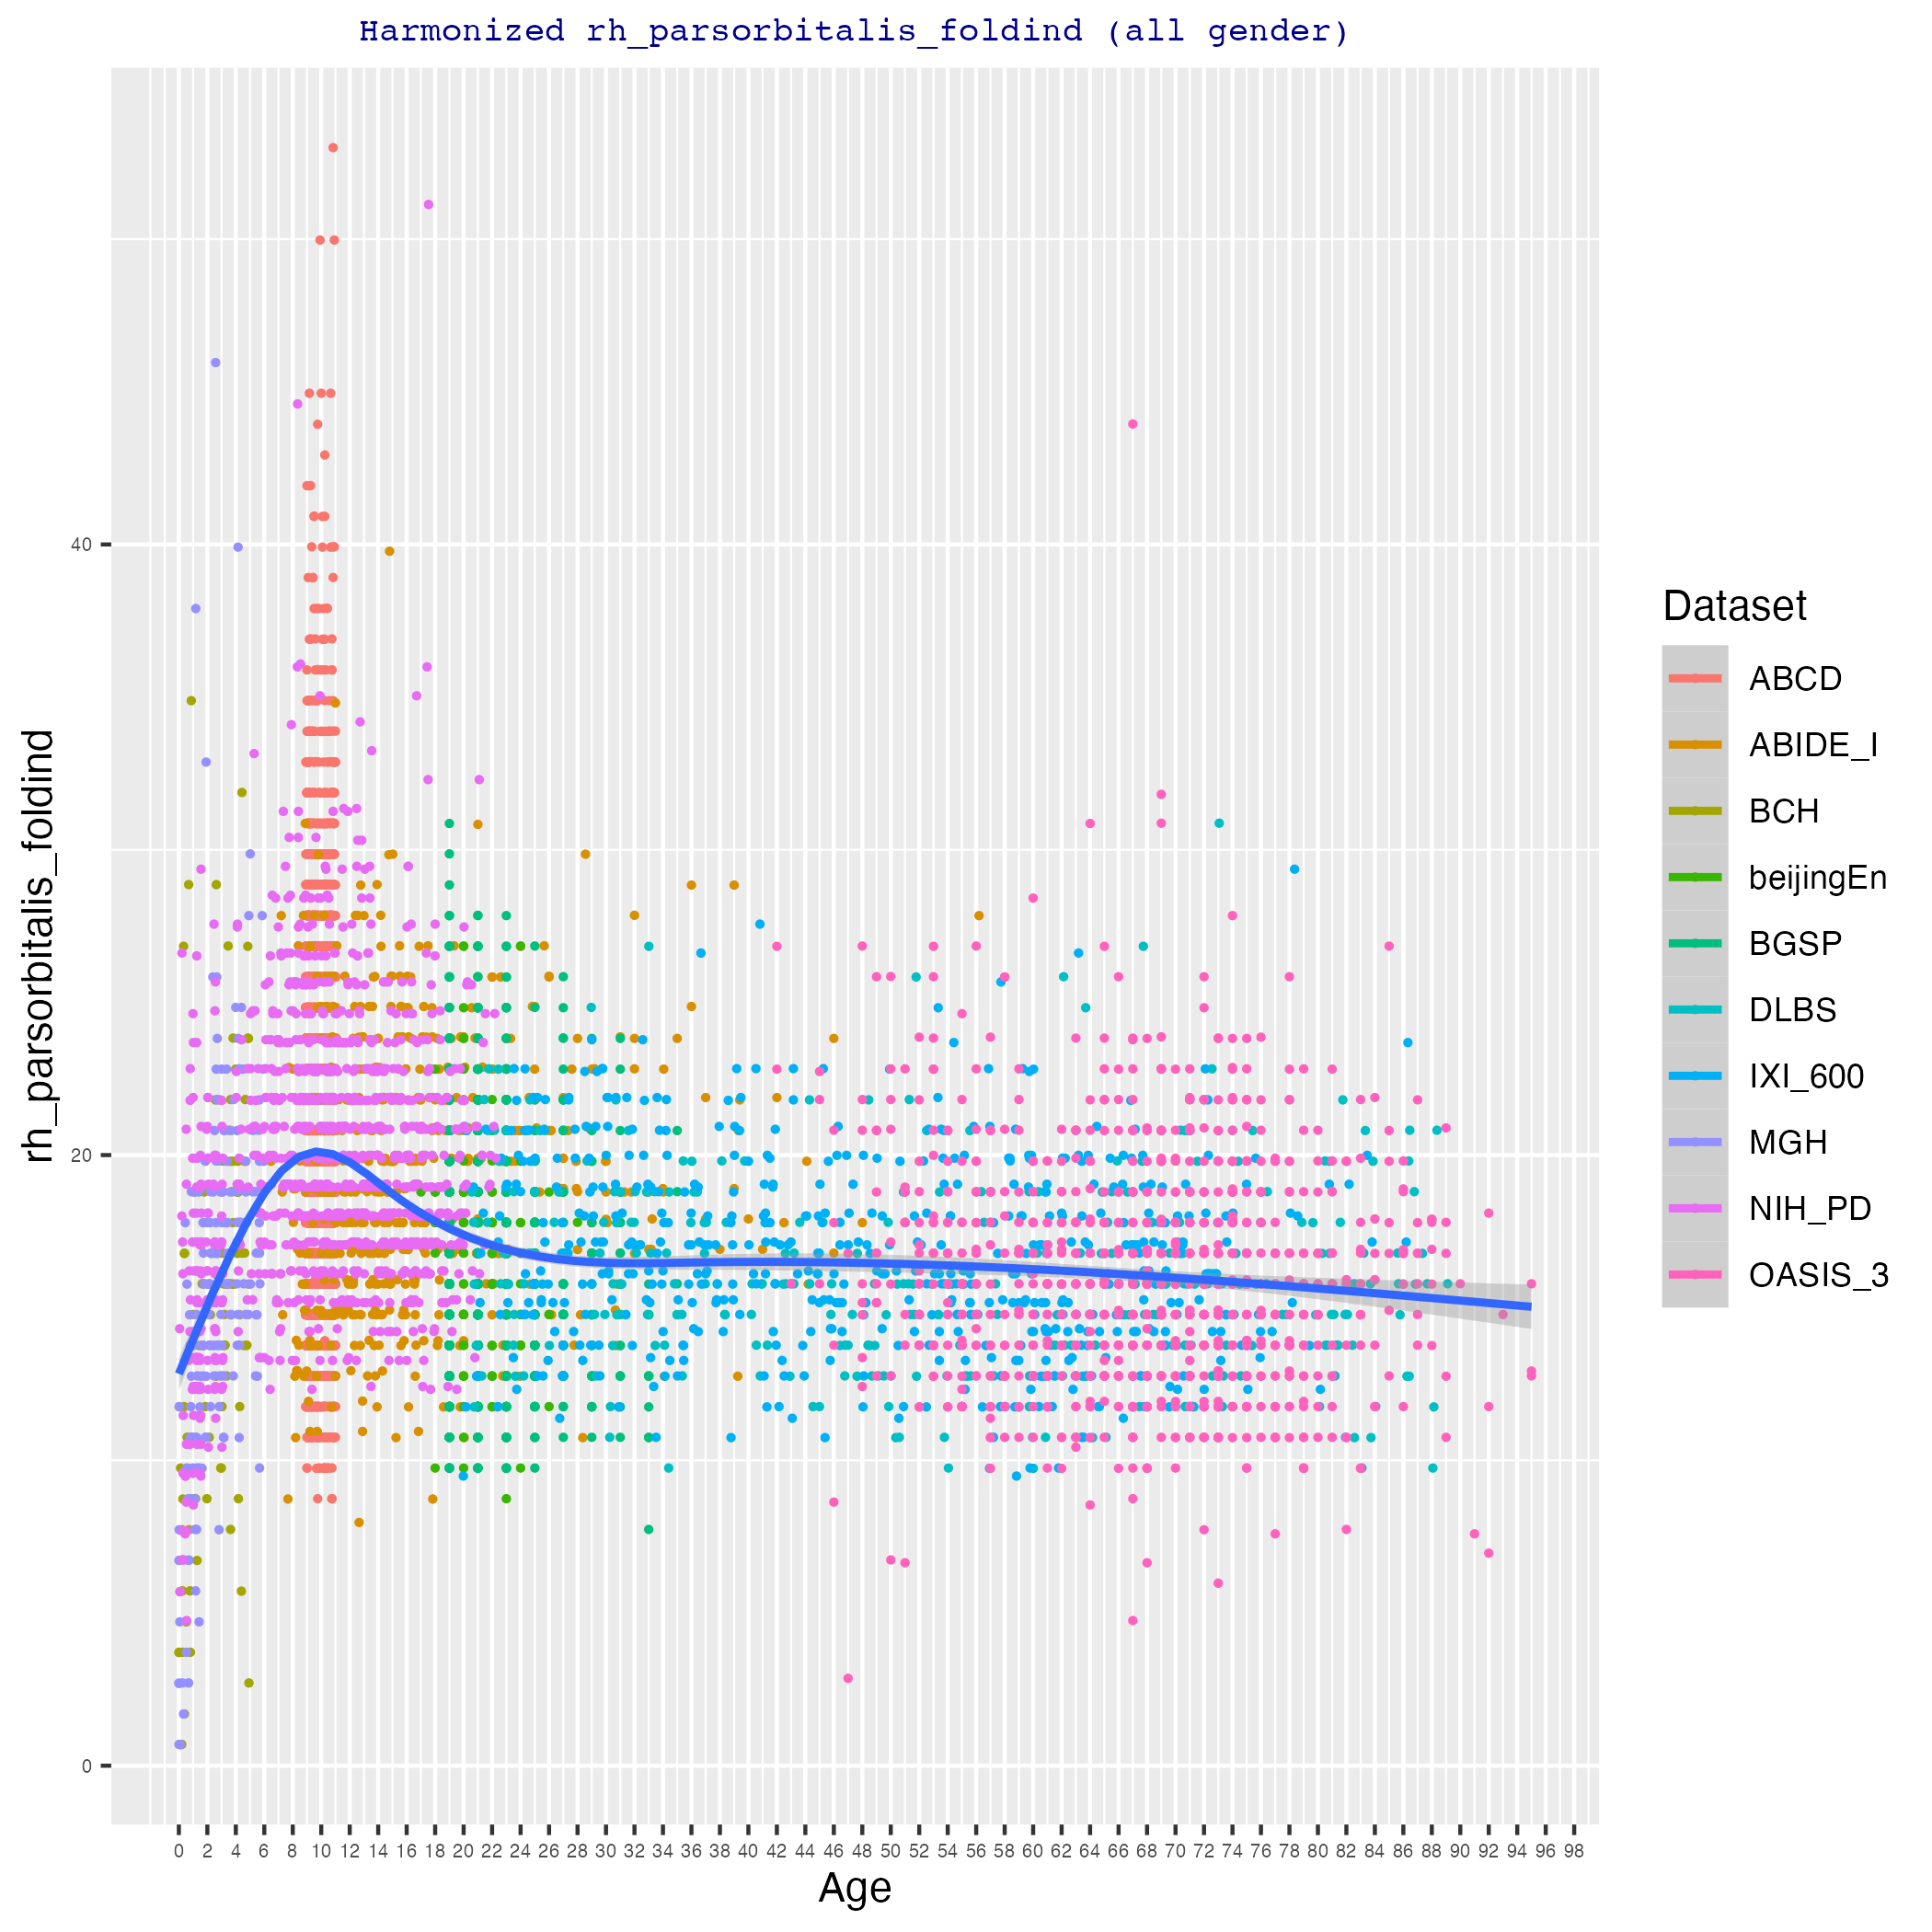 Harmonized rh_parsorbitalis_foldind (all gender)
rh_parsorbitalis_foldind
40
20
0
0 2 4 6 8 10 12 14 16 18 20 22 24 26 28 30 32 34 36 38 40 42 44 46 48 50 52 54 56 58 60 62 64 66 68 70 72 74 76 78 80 82 84 86 88 90 92 94 96 98
Age
Dataset
ABCD
ABIDE_I
BCH
beijingEn
BGSP
DLBS
IXI_600
MGH
NIH_PD
OASIS_3